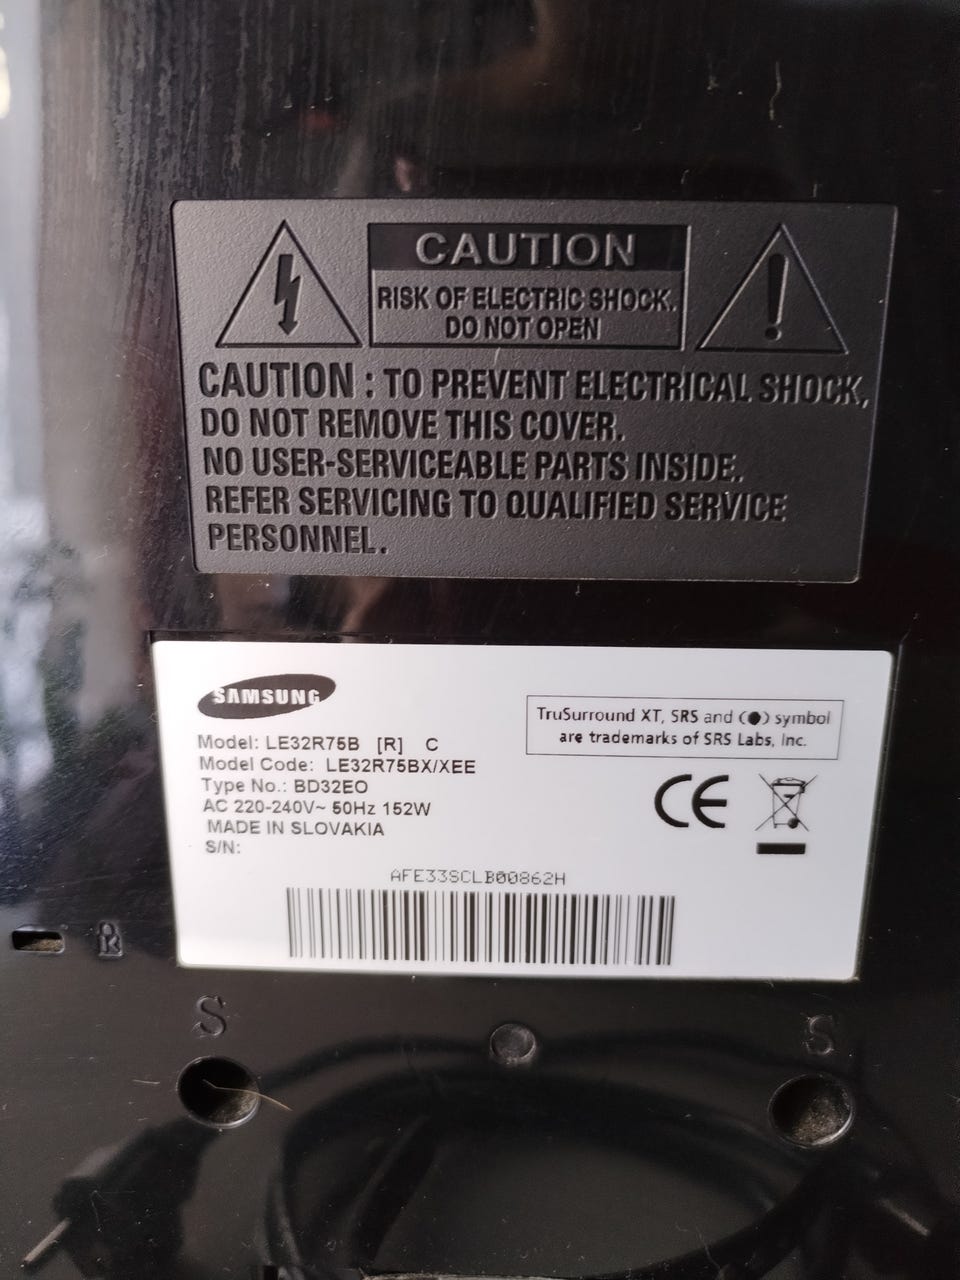 CAUTION
RISK OF ELECTRIC SHOCK.
DO NOT OPEN
CAUTION : TO PREVENT ELECTRICAL SHOCK,
DO NOT REMOVE THIS COVER.
NO USER-SERVICEABLE PARTS INSIDE.
REFER SERVICING TO QUALIFIED SERVICE
PERSONNEL.
SAMSUNG
TruSurround XT, SRS and (●) symbol
are trademarks of SRS Labs, Inc.
Model: LE32R75B [R] C
Model Code: LE32R75BX/XEE
Type No.: BD32EO
AC 220-240V~ 50Hz 152W
MADE IN SLOVAKIA
S/N:
CE
AFE33SCLB00862H
K
S
S